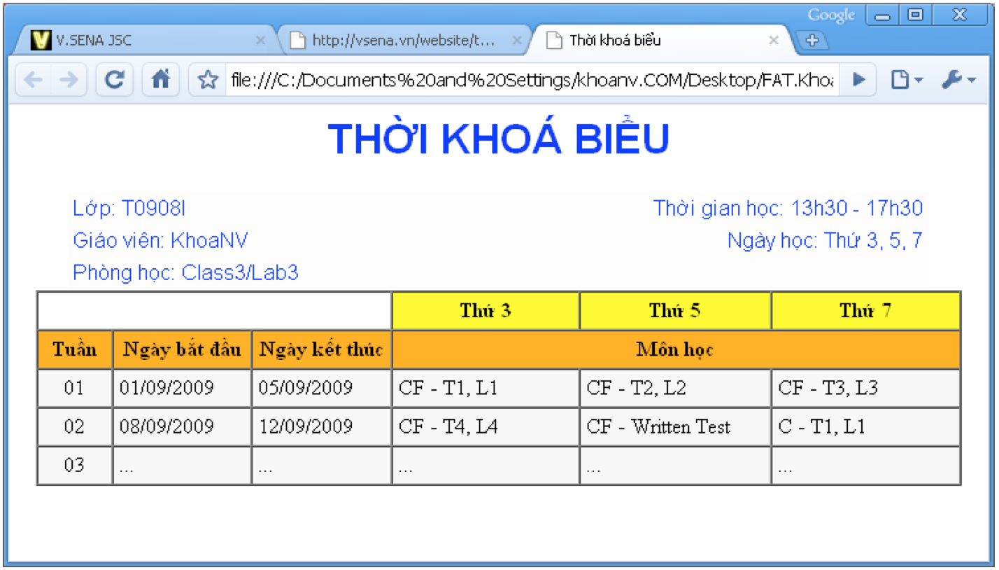 Google
V.SENA JSC
http://vsena.vn/website/t...
Thời khoá biểu
file:///C:/Documents%20and%20Settings/khoanv.COM/Desktop/FAT.Khoa
THỜI KHOÁ BIỂU
Lớp: T0908I Thời gian học: 13h30 - 17h30
Giáo viên: KhoaNV Ngày học: Thứ 3, 5, 7
Phòng học: Class3/Lab3
Thứ 3 Thứ 5 Thứ 7
Tuần Ngày bắt đầu Ngày kết thúc Môn học
01 01/09/2009 05/09/2009 CF - T1, L1 CF - T2, L2 CF - T3, L3
02 08/09/2009 12/09/2009 CF - T4, L4 CF - Written Test C - T1, L1
03 ... ... ... ... ...